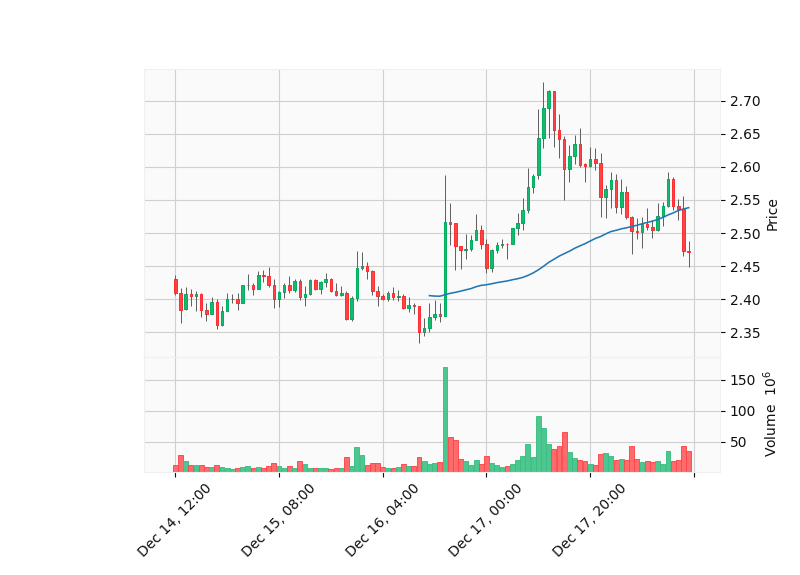 2.70
2.65
2.60
2.55
2.50
2.45
2.40
2.35
Price
150
100
50
Volume 10⁶
Dec 14, 12:00
Dec 15, 08:00
Dec 16, 04:00
Dec 17, 00:00
Dec 17, 20:00